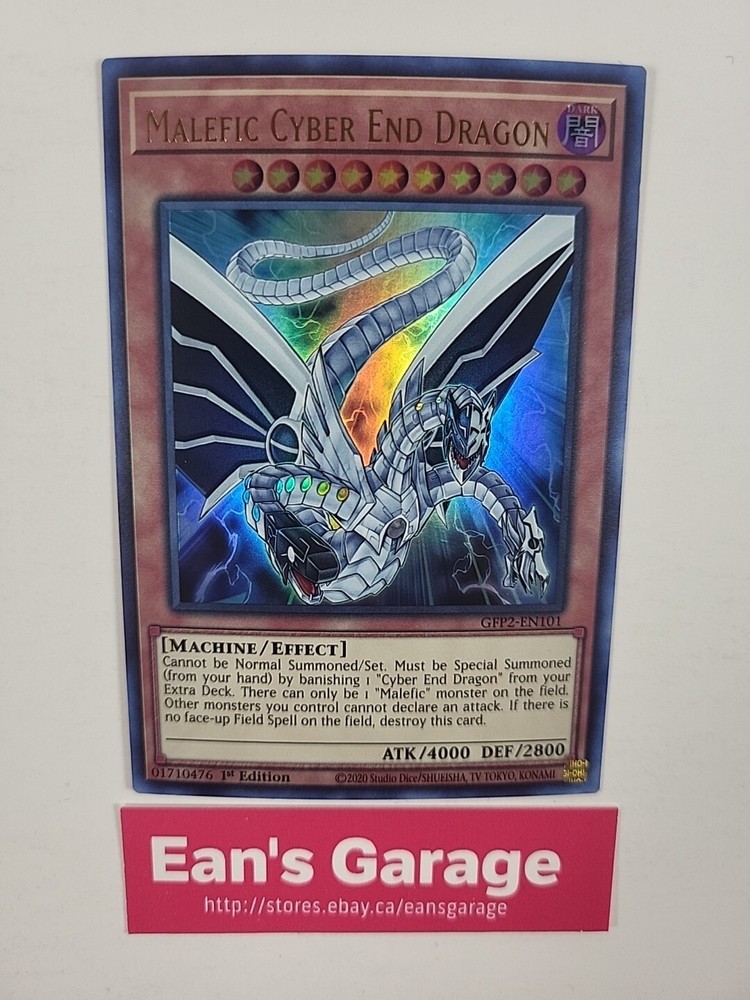 MALEFIC CYBER END DRAGON
DARK
闇
GFP2-EN101
[MACHINE/EFFECT]
Cannot be Normal Summoned/Set. Must be Special Summoned
(from your hand) by banishing 1 "Cyber End Dragon" from your
Extra Deck. There can only be 1 "Malefic" monster on the field.
Other monsters you control cannot declare an attack. If there is
no face-up Field Spell on the field, destroy this card.
ATK/4000 DEF/2800
01710476 1st Edition ©2020 Studio Dice/SHUEISHA, TV TOKYO, KONAMI
Ean's Garage
http://stores.ebay.ca/eansgarage